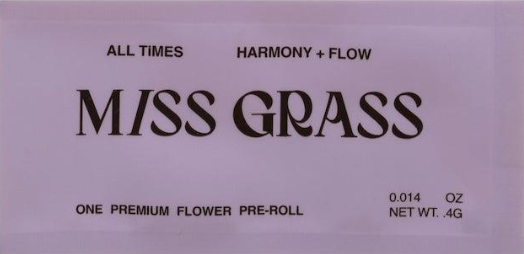 ALL TiMES HARMONY + FLOW
MISS GRASS
ONE PREMIUM FLOWER PRE-ROLL
0.014 OZ
NET WT. .4G